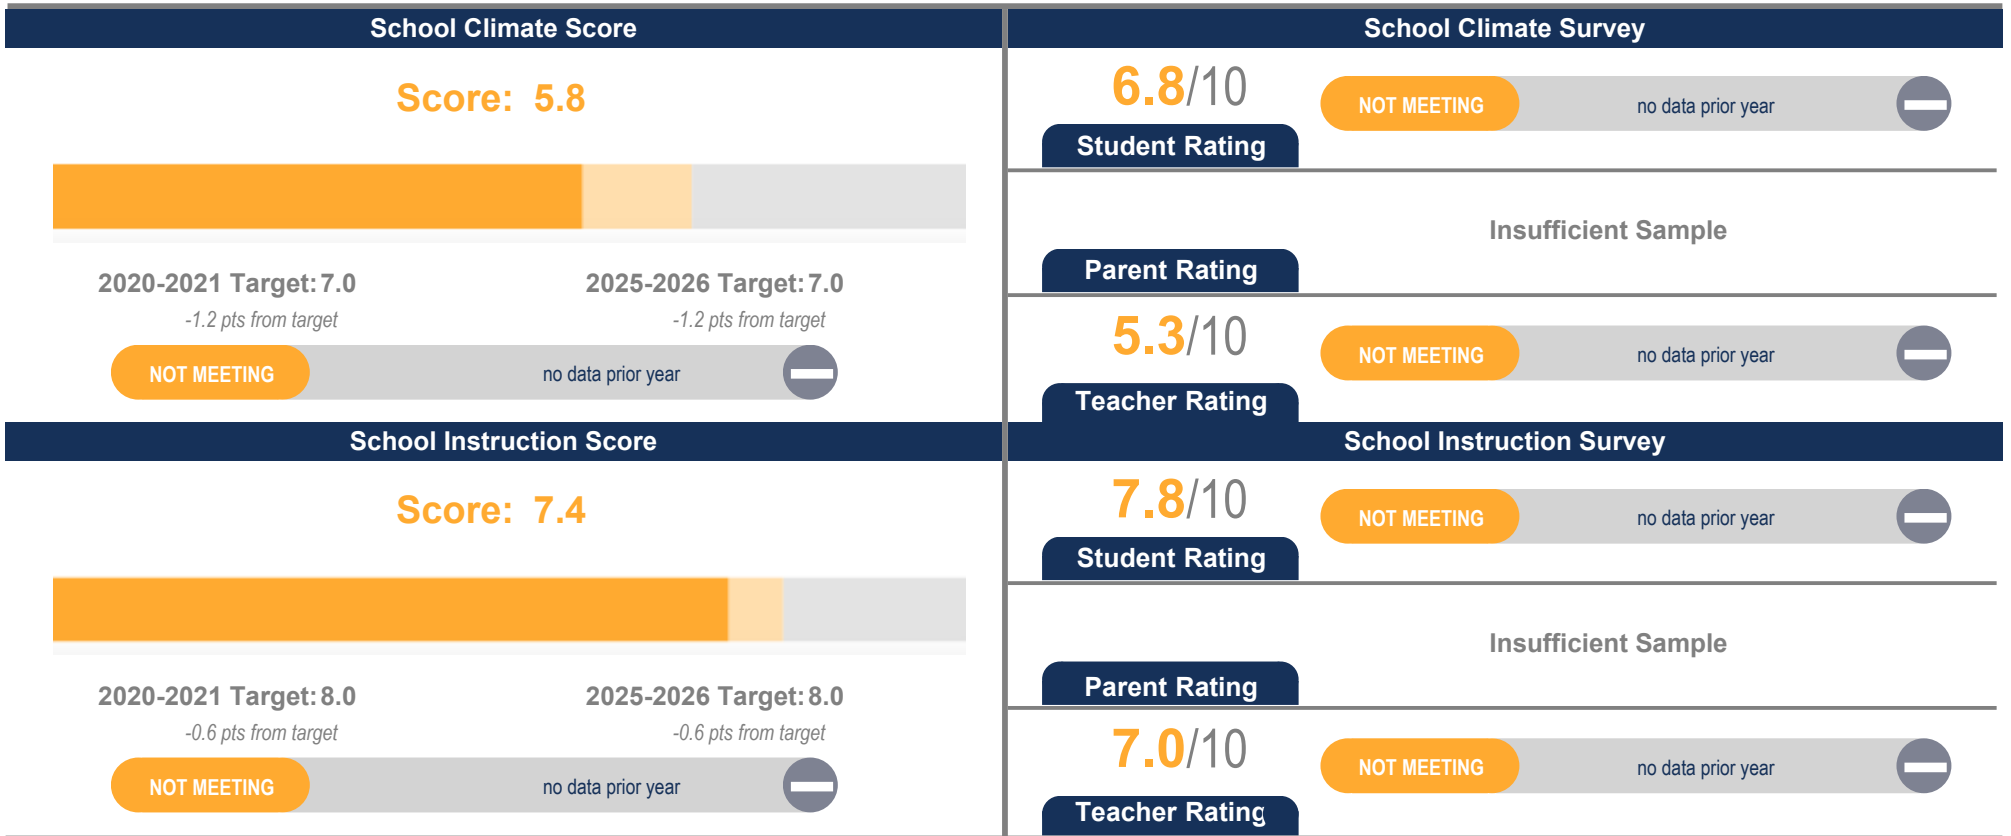 School Climate Score
Score: 5.8
2020-2021 Target: 7.0
2025-2026 Target: 7.0
-1.2 pts from target
-1.2 pts from target
NOT MEETING
no data prior year
School Climate Survey
6.8/10
NOT MEETING
no data prior year
Student Rating
Insufficient Sample
Parent Rating
5.3/10
NOT MEETING
no data prior year
Teacher Rating
School Instruction Score
Score: 7.4
2020-2021 Target: 8.0
2025-2026 Target: 8.0
-0.6 pts from target
-0.6 pts from target
NOT MEETING
no data prior year
School Instruction Survey
7.8/10
NOT MEETING
no data prior year
Student Rating
Insufficient Sample
Parent Rating
7.0/10
NOT MEETING
no data prior year
Teacher Rating